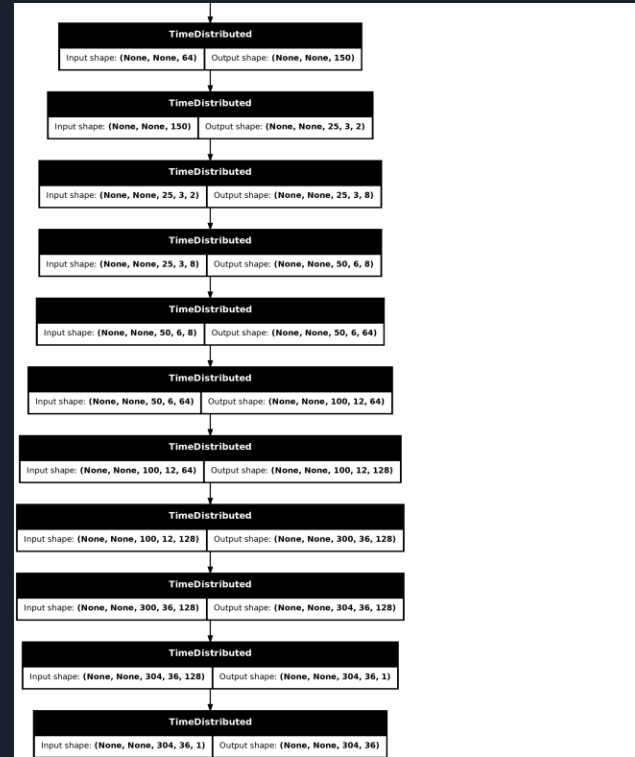 TimeDistributed
Input shape: (None, None, 64) Output shape: (None, None, 150)
TimeDistributed
Input shape: (None, None, 150) Output shape: (None, None, 25, 3, 2)
TimeDistributed
Input shape: (None, None, 25, 3, 2) Output shape: (None, None, 25, 3, 8)
TimeDistributed
Input shape: (None, None, 25, 3, 8) Output shape: (None, None, 50, 6, 8)
TimeDistributed
Input shape: (None, None, 50, 6, 8) Output shape: (None, None, 50, 6, 64)
TimeDistributed
Input shape: (None, None, 50, 6, 64) Output shape: (None, None, 100, 12, 64)
TimeDistributed
Input shape: (None, None, 100, 12, 64) Output shape: (None, None, 100, 12, 128)
TimeDistributed
Input shape: (None, None, 100, 12, 128) Output shape: (None, None, 300, 36, 128)
TimeDistributed
Input shape: (None, None, 300, 36, 128) Output shape: (None, None, 304, 36, 128)
TimeDistributed
Input shape: (None, None, 304, 36, 128) Output shape: (None, None, 304, 36, 1)
TimeDistributed
Input shape: (None, None, 304, 36, 1) Output shape: (None, None, 304, 36)